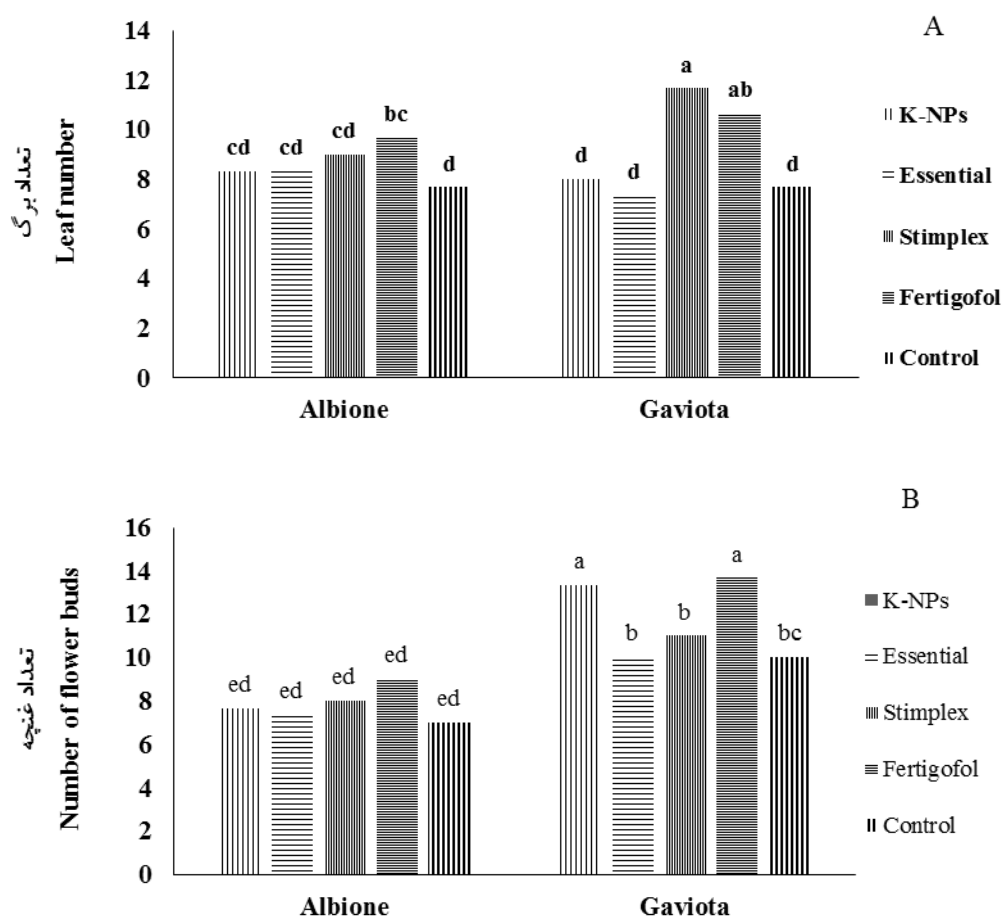 A
14
12
10
8
6
4
2
0
تعداد برگ
Leaf number
cd
cd
cd
bc
d
d
d
a
ab
d
Albione
Gaviota
K-NPs
Essential
Stimplex
Fertigofol
Control
B
16
14
12
10
8
6
4
2
0
تعداد غنچه
Number of flower buds
ed
ed
ed
ed
ed
a
b
b
a
bc
Albione
Gaviota
K-NPs
Essential
Stimplex
Fertigofol
Control